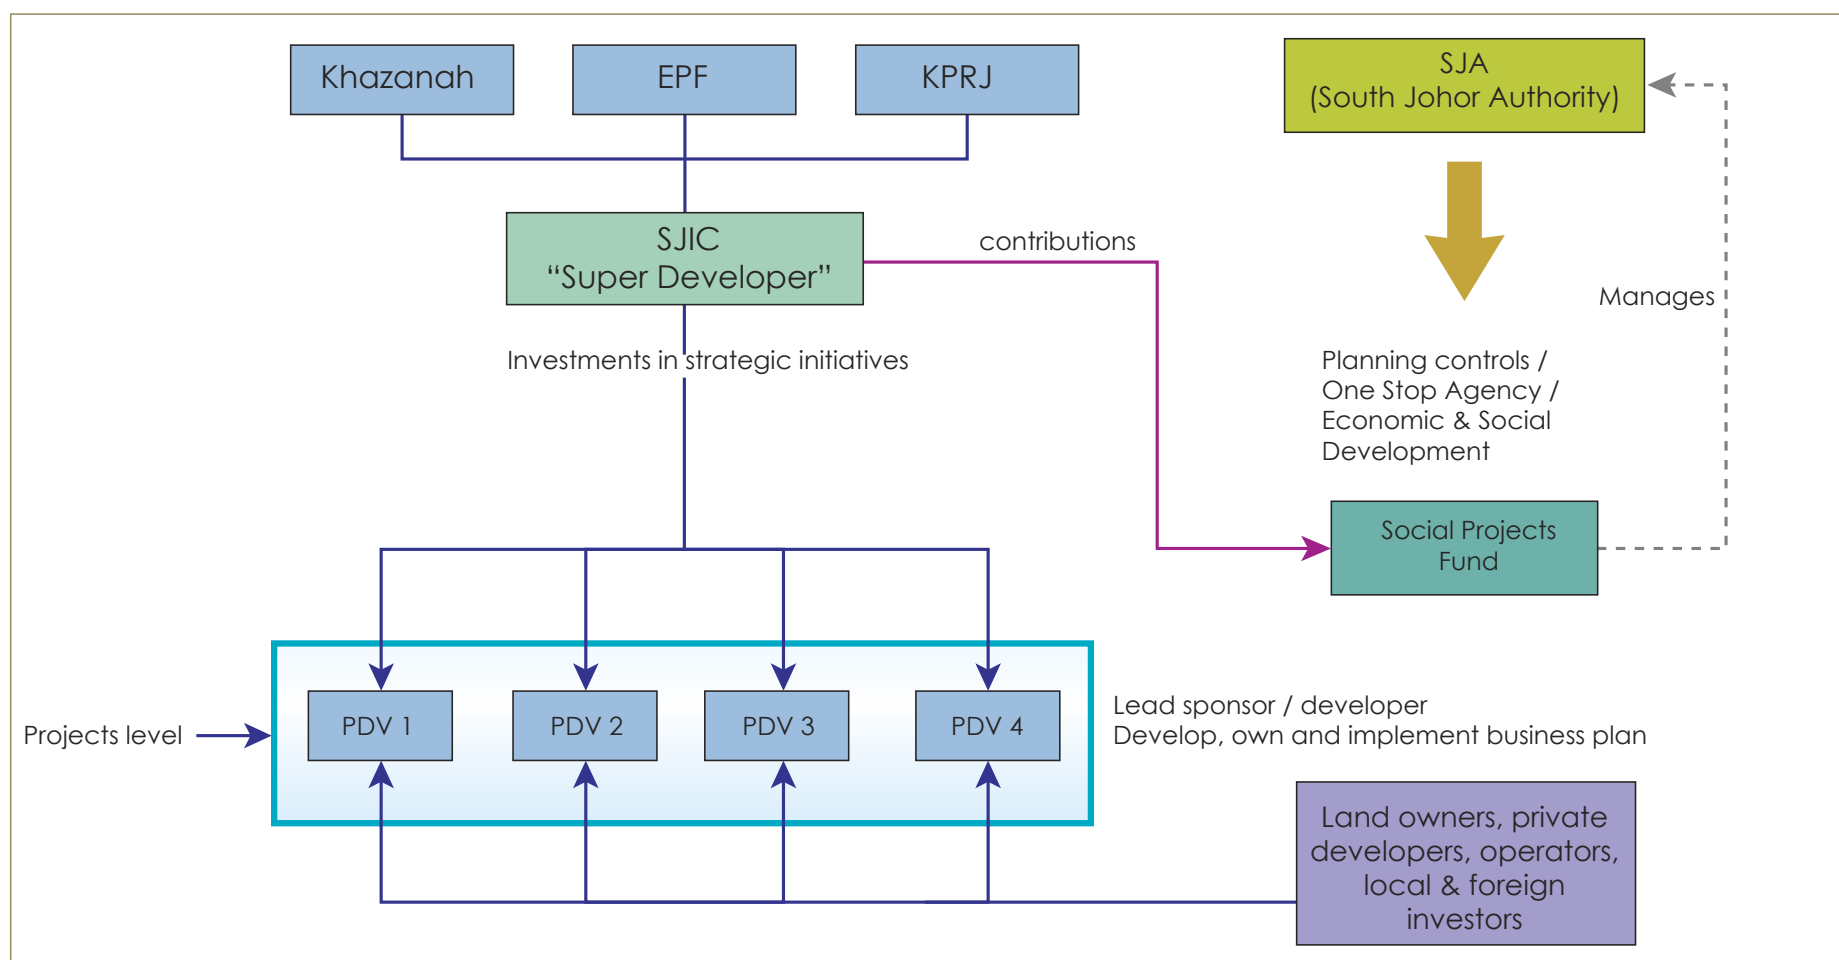 Khazanah
EPF
KPRJ
SJA
(South Johor Authority)
SJIC
“Super Developer”
contributions
Manages
Investments in strategic initiatives
Planning controls /
One Stop Agency /
Economic & Social
Development
Social Projects
Fund
Projects level
PDV 1
PDV 2
PDV 3
PDV 4
Lead sponsor / developer
Develop, own and implement business plan
Land owners, private
developers, operators,
local & foreign
investors